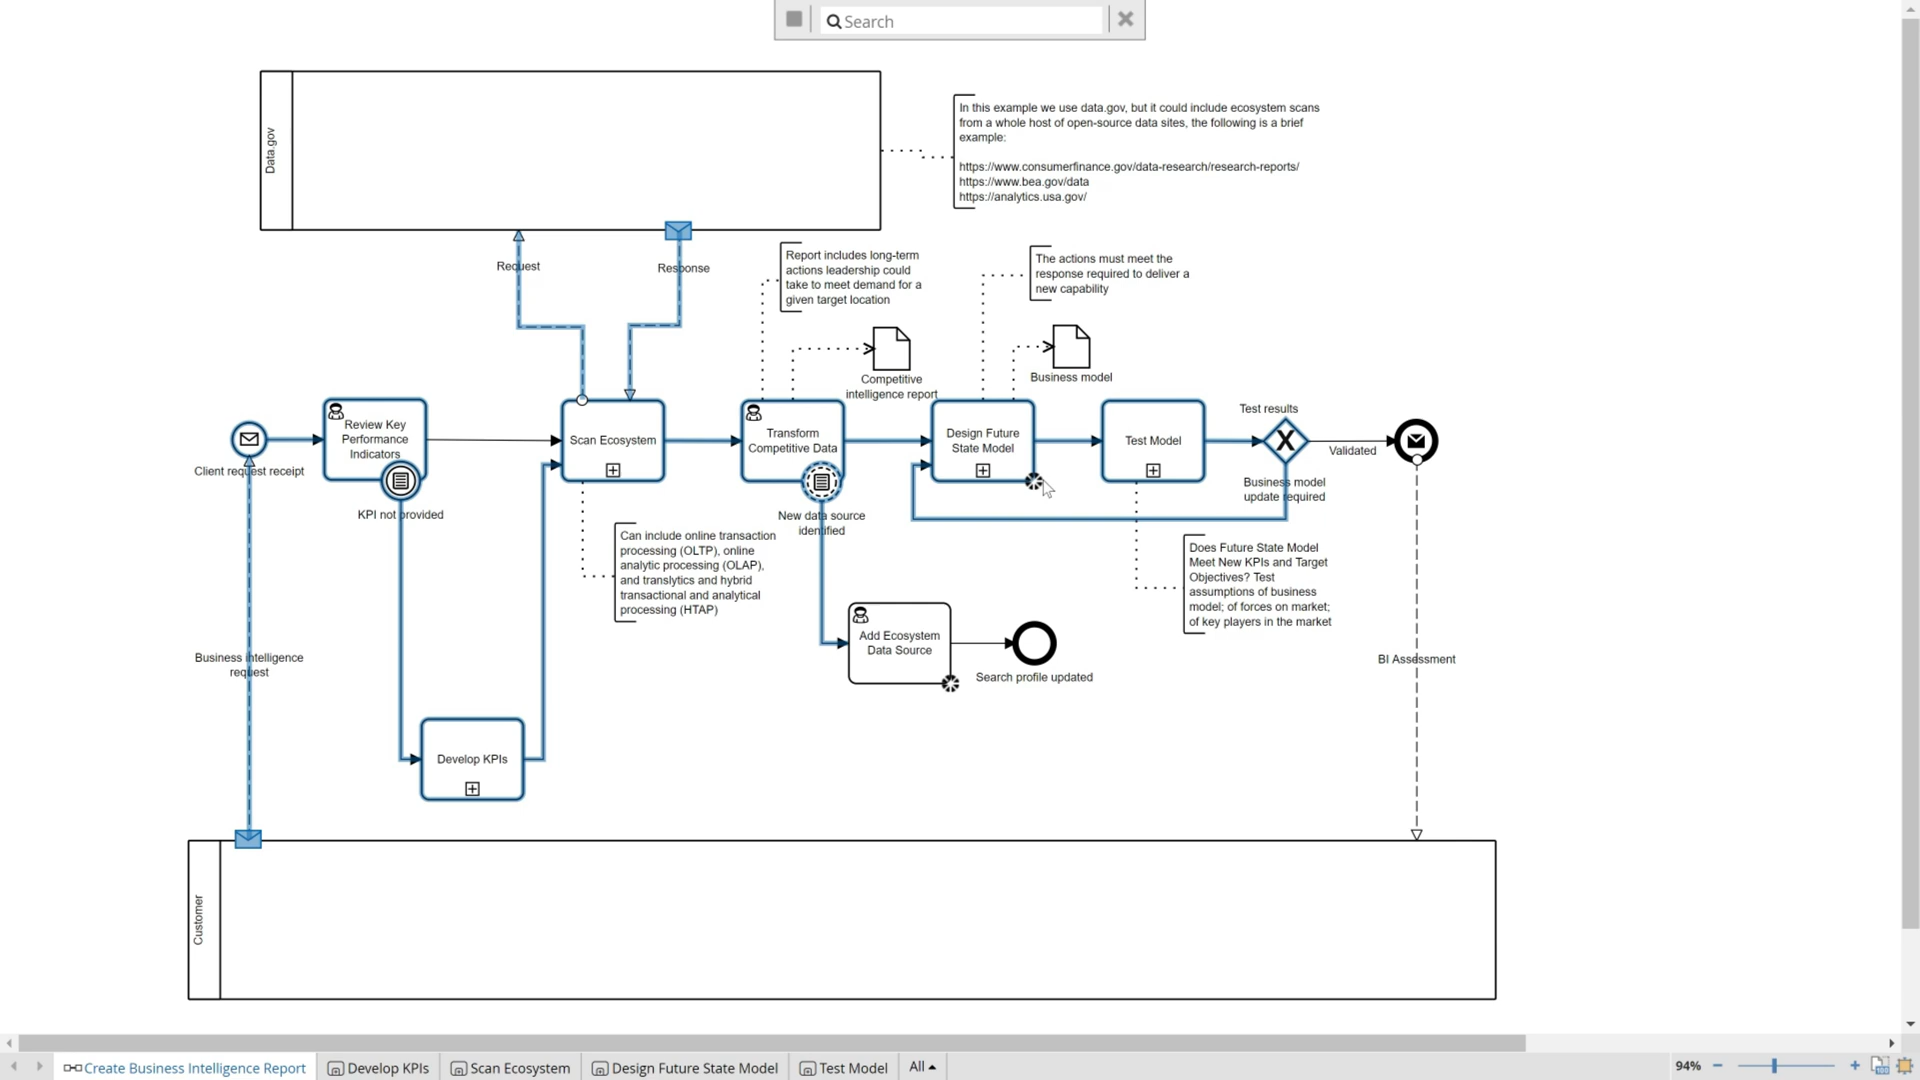 Search
Data.gov
In this example we use data.gov, but it could include ecosystem scans
from a whole host of open-source data sites, the following is a brief
example:
https://www.consumerfinance.gov/data-research/research-reports/
https://www.bea.gov/data
https://analytics.usa.gov/
Request
Response
Report includes long-term
actions leadership could
take to meet demand for a
given target location
The actions must meet the
response required to deliver a
new capability
Competitive
intelligence report
Business model
Client request receipt
Review Key
Performance
Indicators
KPI not provided
Scan Ecosystem
Transform
Competitive Data
New data source
identified
Design Future
State Model
Test Model
Test results
X
Validated
Business model
update required
Can include online transaction
processing (OLTP), online
analytic processing (OLAP),
and translytics and hybrid
transactional and analytical
processing (HTAP)
Does Future State Model
Meet New KPIs and Target
Objectives? Test
assumptions of business
model; of forces on market;
of key players in the market
Add Ecosystem
Data Source
Search profile updated
Business intelligence
request
BI Assessment
Develop KPIs
Customer
Create Business Intelligence Report
Develop KPIs
Scan Ecosystem
Design Future State Model
Test Model
All
94%
100